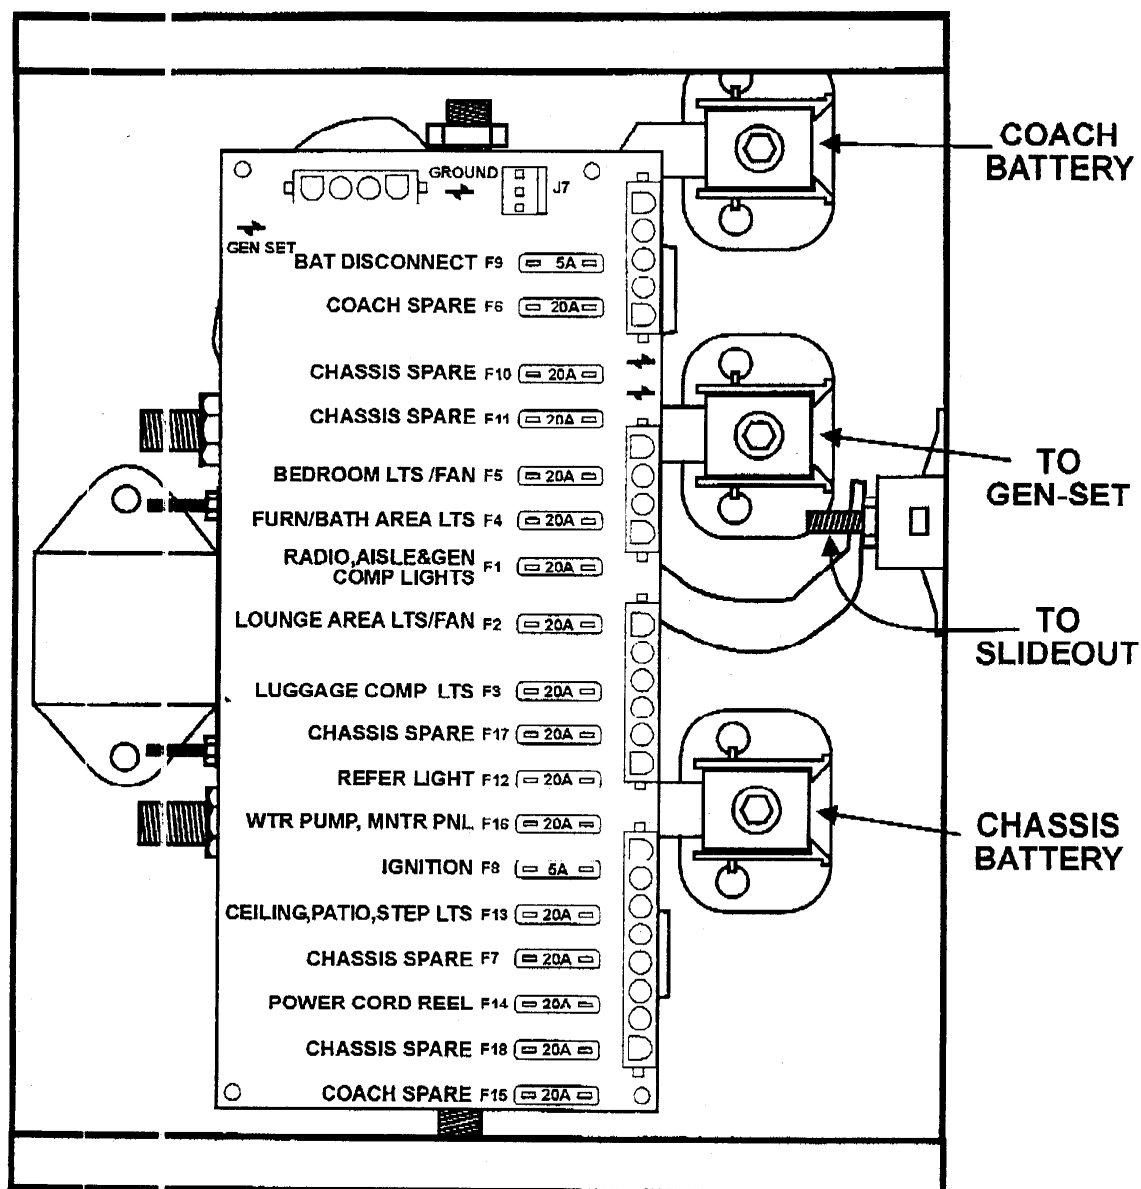 COACH
BATTERY
GROUND
J7
GEN SET
BAT DISCONNECT F9 5A
COACH SPARE F6 20A
CHASSIS SPARE F10 20A
CHASSIS SPARE F11 20A
TO
GEN-SET
BEDROOM LTS /FAN F5 20A
FURN/BATH AREA LTS F4 20A
RADIO,AISLE&GEN
COMP LIGHTS F1 20A
LOUNGE AREA LTS/FAN F2 20A
TO
SLIDEOUT
LUGGAGE COMP LTS F3 20A
CHASSIS SPARE F17 20A
REFER LIGHT F12 20A
WTR PUMP, MNTR PNL F16 20A
CHASSIS
BATTERY
IGNITION F8 5A
CEILING,PATIO,STEP LTS F13 20A
CHASSIS SPARE F7 20A
POWER CORD REEL F14 20A
CHASSIS SPARE F18 20A
COACH SPARE F15 20A